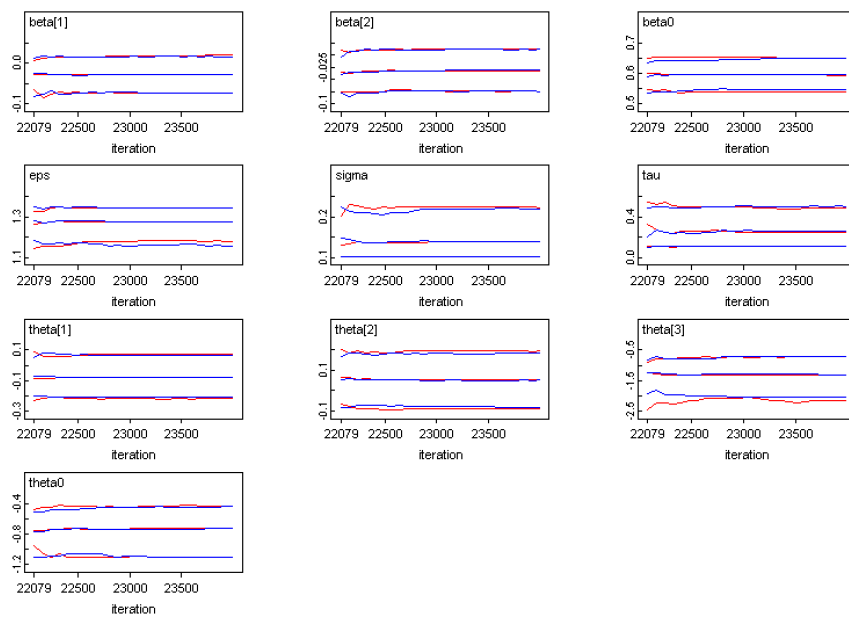 beta[1]
0.0
-0.1
22079 22500 23000 23500
iteration
beta[2]
-0.025
-0.1
22079 22500 23000 23500
iteration
beta0
0.7
0.6
0.5
22079 22500 23000 23500
iteration
eps
1.3
1.1
22079 22500 23000 23500
iteration
sigma
0.2
0.1
22079 22500 23000 23500
iteration
tau
0.4
0.0
22079 22500 23000 23500
iteration
theta[1]
0.1
-0.1
-0.3
22079 22500 23000 23500
iteration
theta[2]
0.1
-0.1
22079 22500 23000 23500
iteration
theta[3]
-0.5
-1.5
-2.5
22079 22500 23000 23500
iteration
theta0
-0.4
-0.8
-1.2
22079 22500 23000 23500
iteration